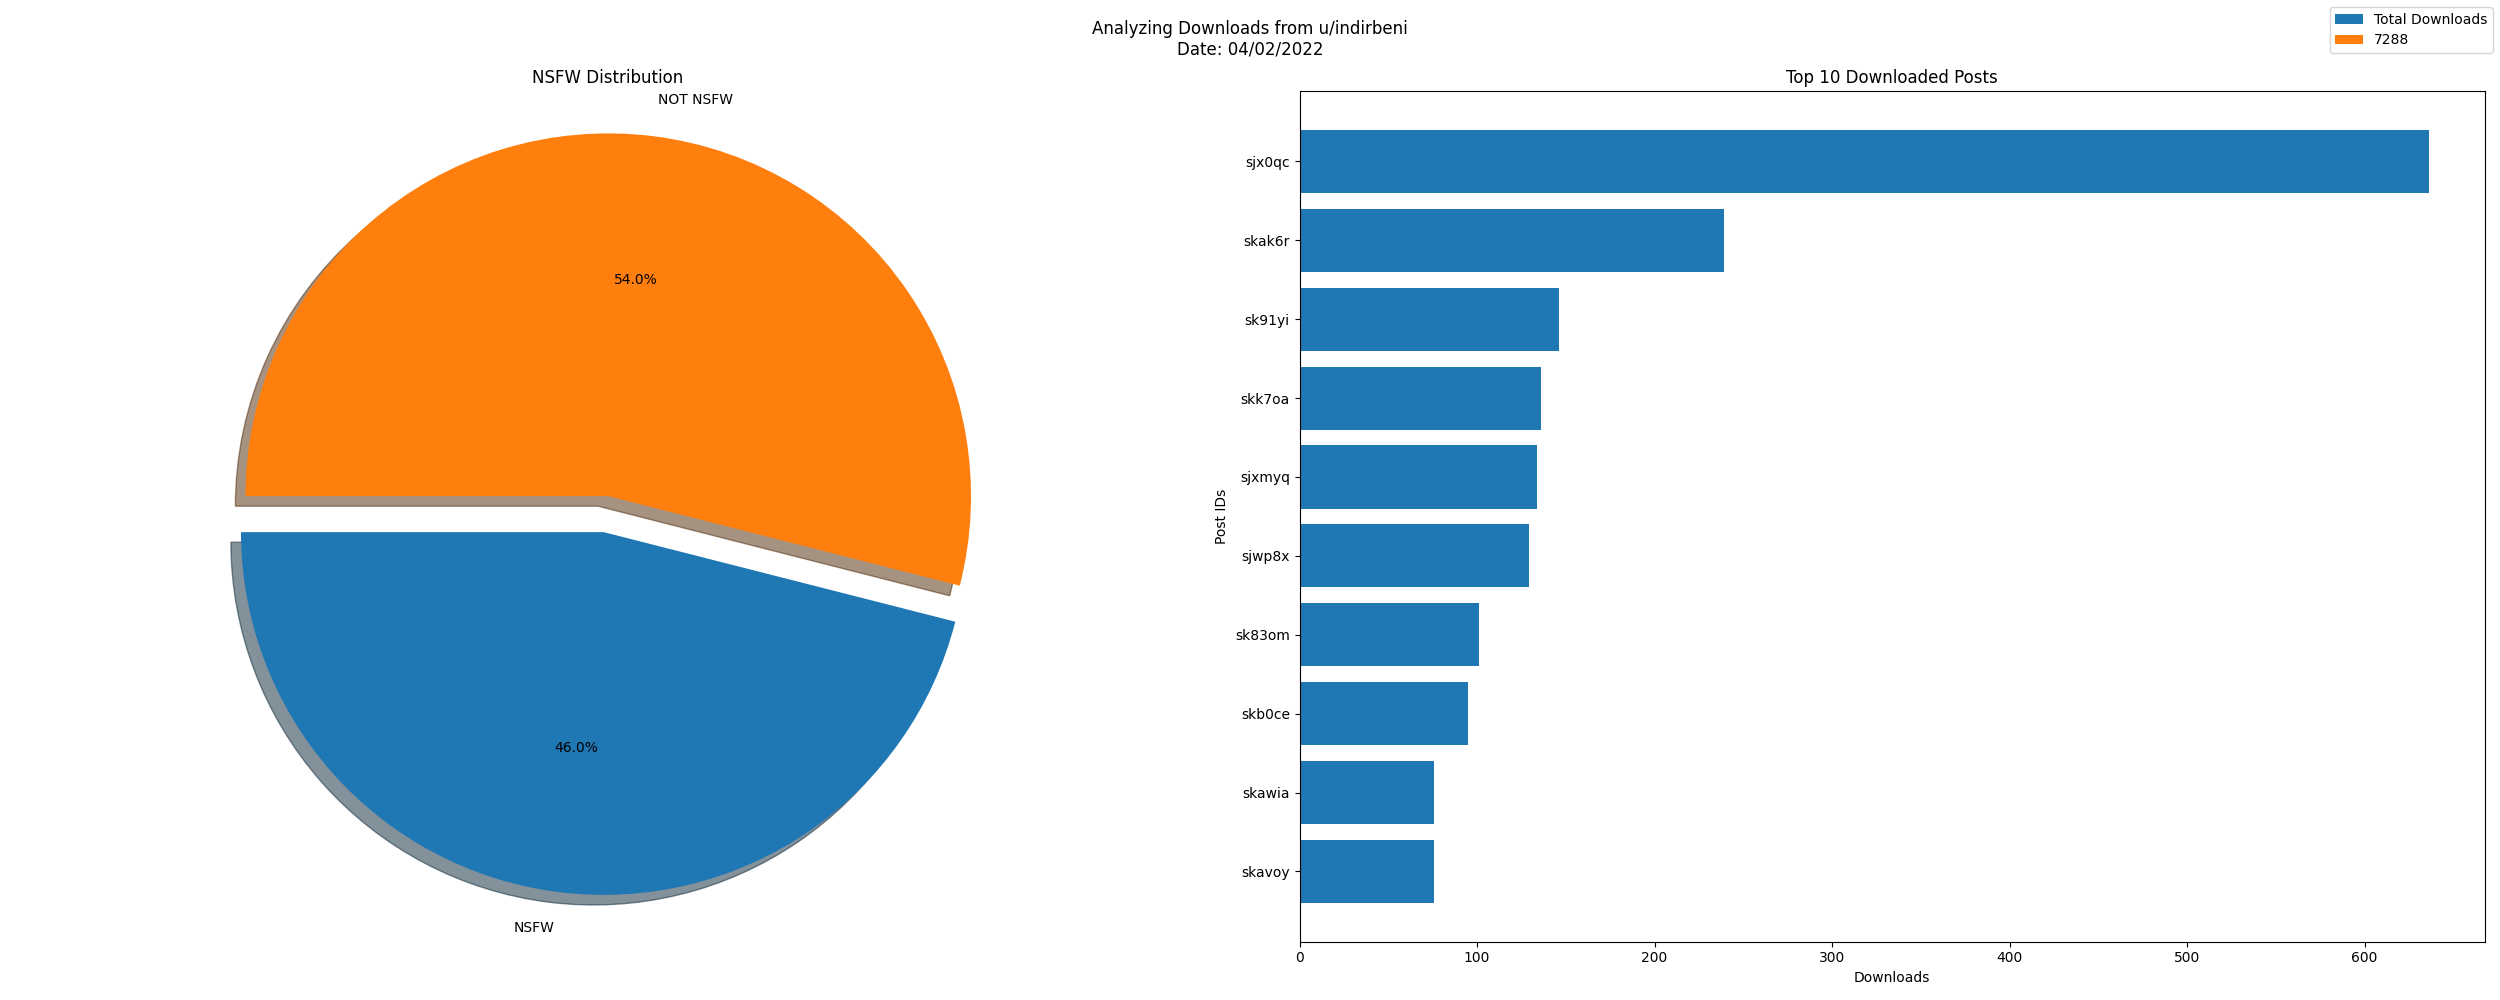 Analyzing Downloads from u/indirbeni
Date: 04/02/2022
Total Downloads
7288
NSFW Distribution
NOT NSFW
54.0%
46.0%
NSFW
Top 10 Downloaded Posts
Post IDs
sjx0qc
skak6r
sk91yi
skk7oa
sjxmyq
sjwp8x
sk83om
skb0ce
skawia
skavoy
0 100 200 300 400 500 600
Downloads